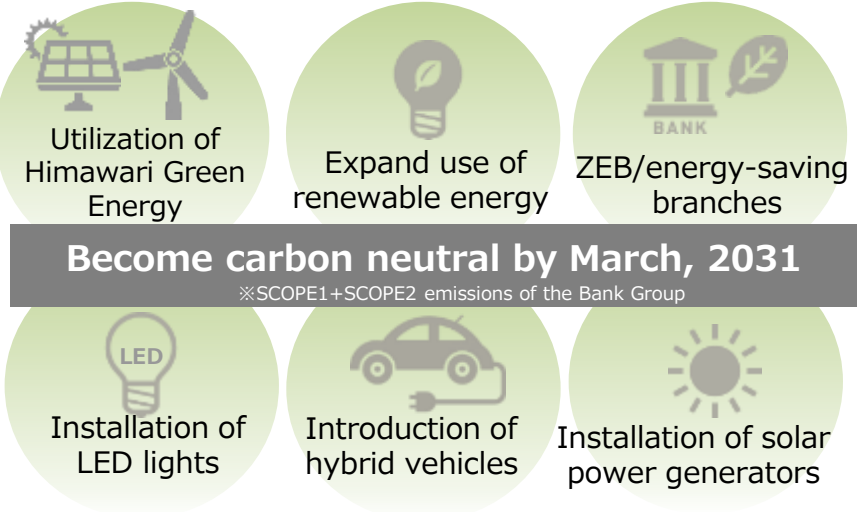 Utilization of
Himawari Green
Energy
Expand use of
renewable energy
BANK
ZEB/energy-saving
branches
Become carbon neutral by March, 2031
※SCOPE1+SCOPE2 emissions of the Bank Group
LED
Installation of
LED lights
Introduction of
hybrid vehicles
Installation of solar
power generators